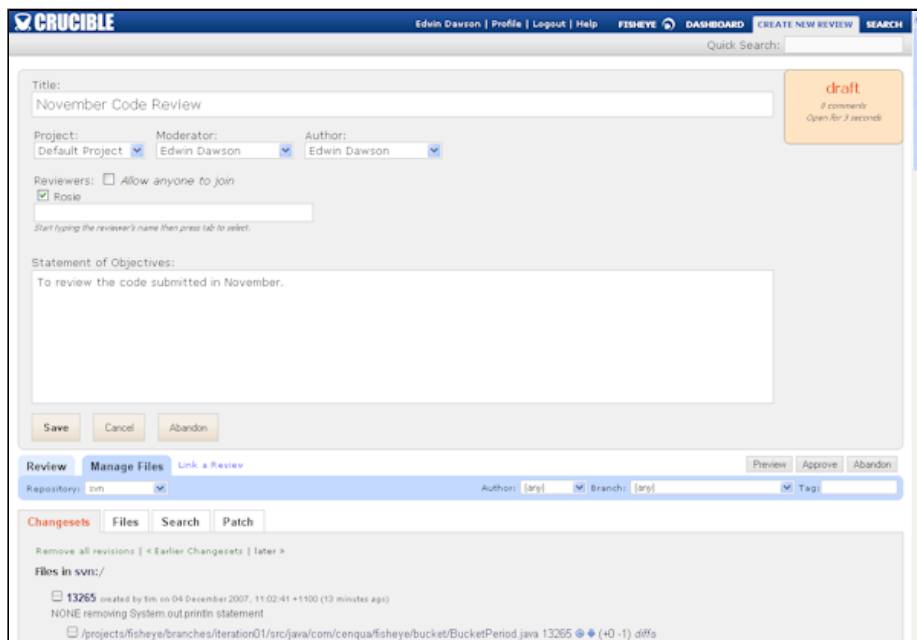 CRUCIBLE
Edwin Dawson | Profile | Logout | Help FISHEYE DASHBOARD CREATE NEW REVIEW SEARCH
Quick Search:
Title:
November Code Review
draft
0 comments
Open for 3 seconds
Project: Moderator: Author:
Default Project Edwin Dawson Edwin Dawson
Reviewers: Allow anyone to join
Rosie
Start typing the reviewer's name then press tab to select.
Statement of Objectives:
To review the code submitted in November.
Save Cancel Abandon
Review Manage Files Link a Review Preview Approve Abandon
Repository: svn Author: (any) Branch: (any) Tag:
Changesets Files Search Patch
Remove all revisions | < Earlier Changesets | later >
Files in svn:/
13265 created by tim on 04 December 2007, 11:02:41 +1100 (13 minutes ago)
NONE removing System.out.println statement
/projects/fisheye/branches/iteration01/src/java/com/cenqua/fisheye/bucket/BucketPeriod.java 13265 (+0 -1) diffs